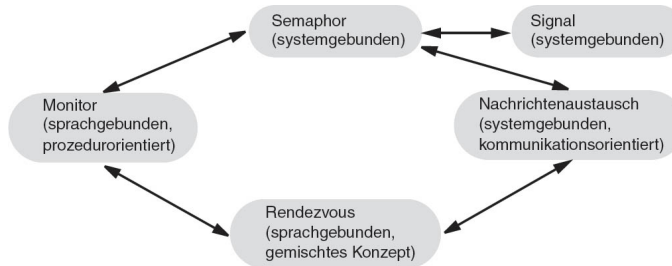 Semaphor
(systemgebunden)
Signal
(systemgebunden)
Monitor
(sprachgebunden,
prozedurorientiert)
Nachrichtenaustausch
(systemgebunden,
kommunikationsorientiert)
Rendezvous
(sprachgebunden,
gemischtes Konzept)